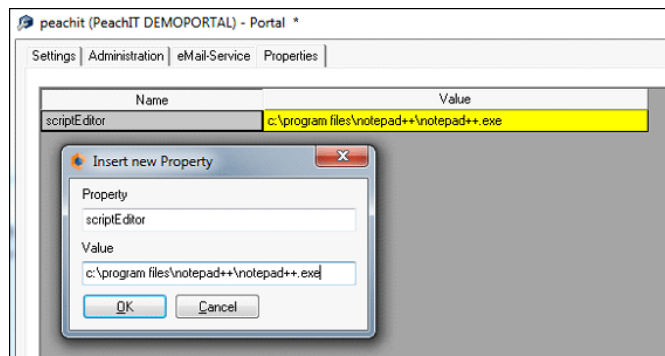 peachit (PeachIT DEMOPORTAL) - Portal *
Settings Administration eMail-Service Properties
Name Value
scriptEditor c:\program files\notepad++\notepad++.exe
Insert new Property
Property
scriptEditor
Value
c:\program files\notepad++\notepad++.exe
OK Cancel